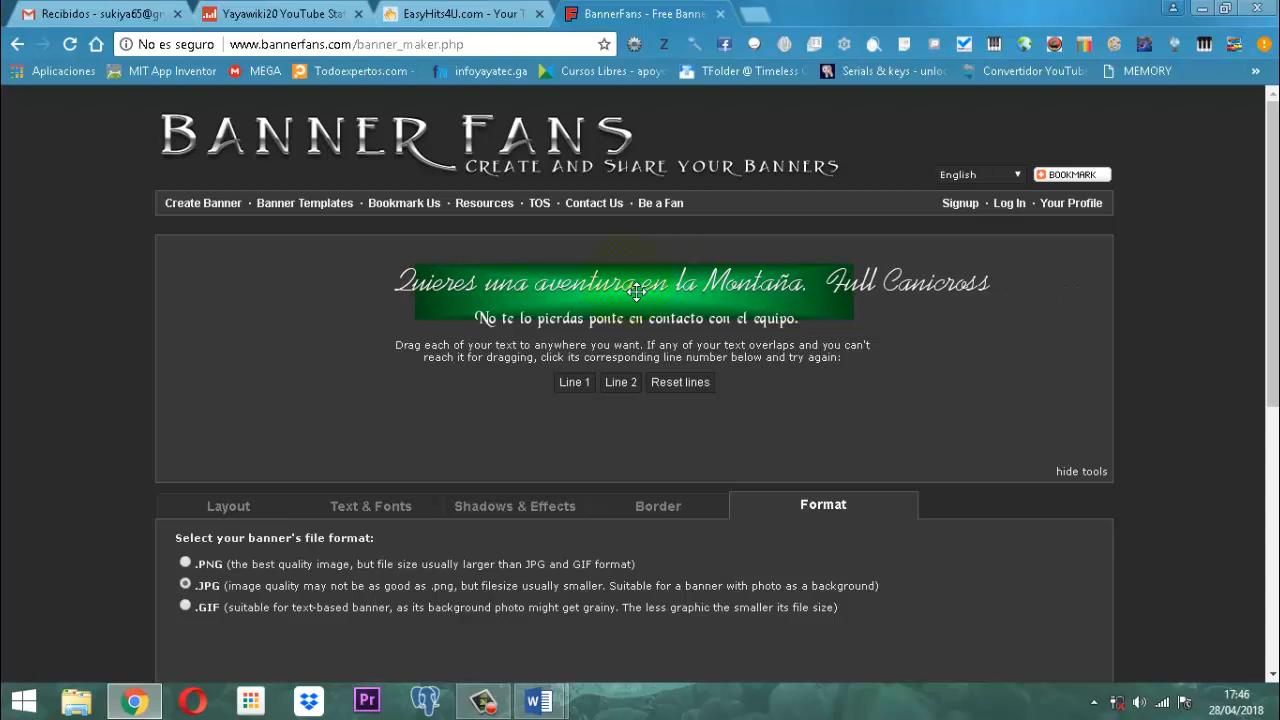 Recibidos - sukiya65@gm
Yayawiki20 YouTube Stat
EasyHits4U.com - Your T
BannerFans - Free Banne
No es seguro | www.bannerfans.com/banner_maker.php
Aplicaciones MIT App Inventor MEGA Todoexpertos.com - infoyayatec.ga Cursos Libres - apoyo TFolder @ Timeless Serials & keys - unlo Convertidor YouTub MEMORY »
BANNER FANS
CREATE AND SHARE YOUR BANNERS
English BOOKMARK
Create Banner · Banner Templates · Bookmark Us · Resources · TOS · Contact Us · Be a Fan Signup · Log In · Your Profile
Quieres una aventura en la Montaña. Full Canicross
No te lo pierdas ponte en contacto con el equipo.
Drag each of your text to anywhere you want. If any of your text overlaps and you can't
reach it for dragging, click its corresponding line number below and try again:
Line 1 Line 2 Reset lines
hide tools
Layout Text & Fonts Shadows & Effects Border Format
Select your banner's file format:
.PNG (the best quality image, but file size usually larger than JPG and GIF format)
.JPG (image quality may not be as good as .png, but filesize usually smaller. Suitable for a banner with photo as a background)
.GIF (suitable for text-based banner, as its background photo might get grainy. The less graphic the smaller its file size)
Pr
17:46
28/04/2018